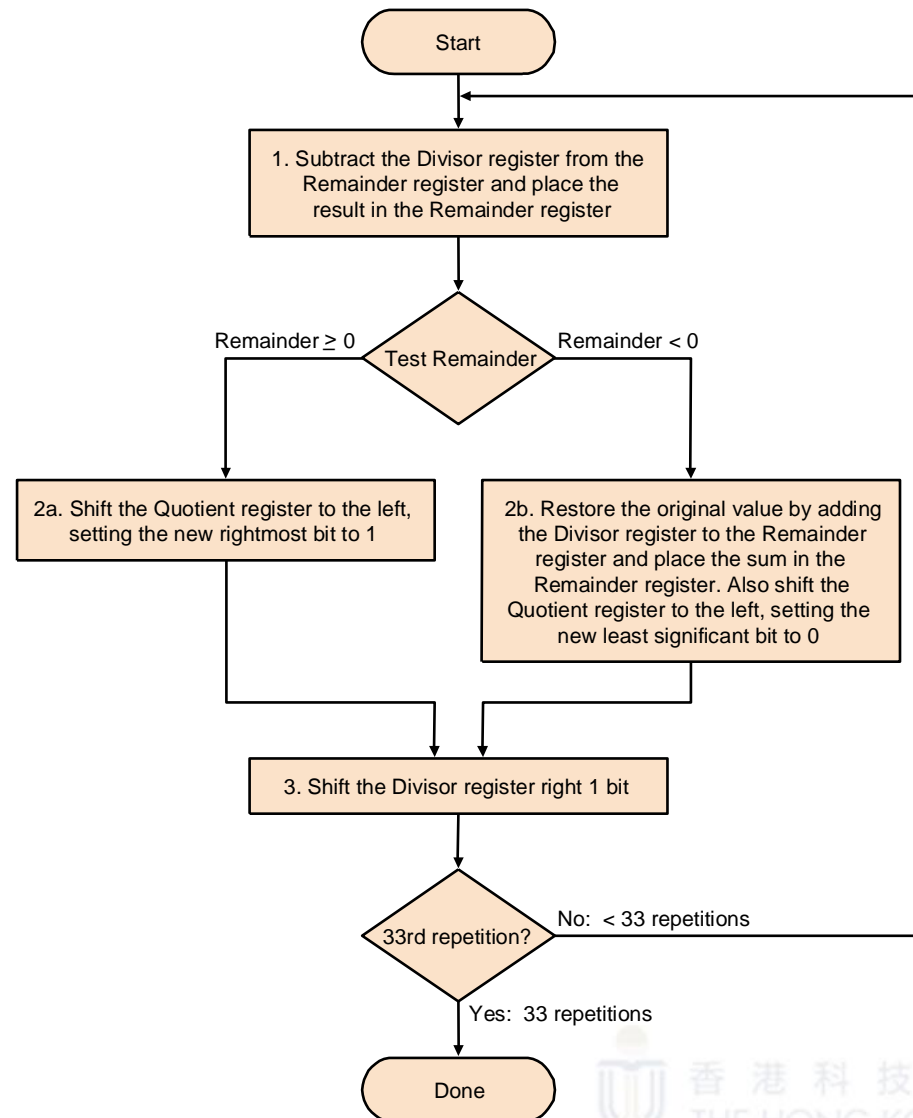 Start
1. Subtract the Divisor register from the
Remainder register and place the
result in the Remainder register
Remainder ≥ 0
Test Remainder
Remainder < 0
2a. Shift the Quotient register to the left,
setting the new rightmost bit to 1
2b. Restore the original value by adding
the Divisor register to the Remainder
register and place the sum in the
Remainder register. Also shift the
Quotient register to the left, setting the
new least significant bit to 0
3. Shift the Divisor register right 1 bit
33rd repetition?
No: < 33 repetitions
Yes: 33 repetitions
Done
香港科技